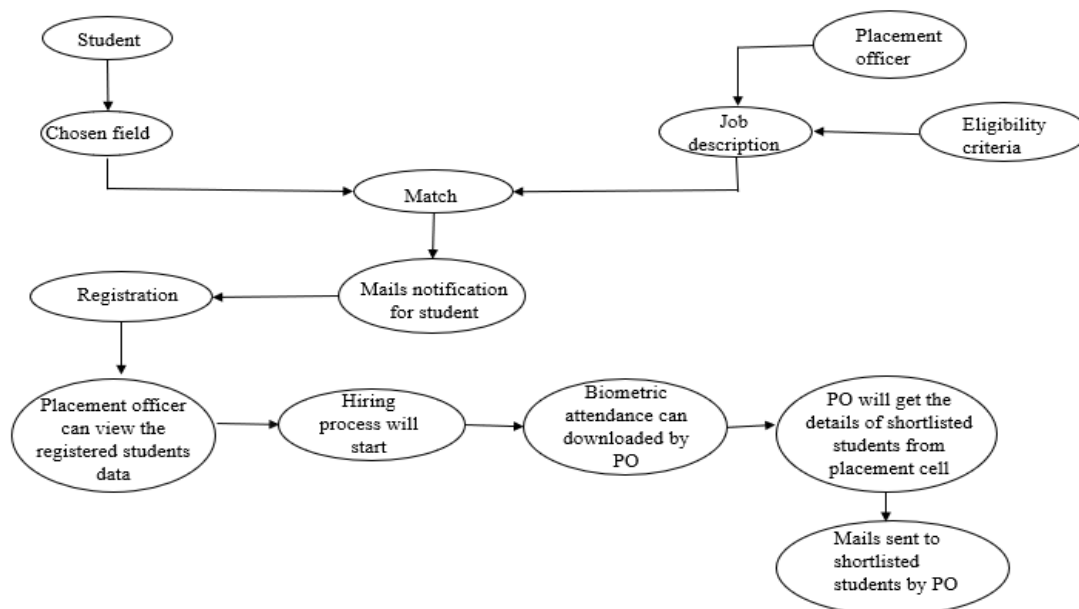 Student
Placement
officer
Chosen field
Job
description
Eligibility
criteria
Match
Mails notification
for student
Registration
Placement officer
can view the
registered students
data
Hiring
process will
start
Biometric
attendance can
downloaded by
PO
PO will get the
details of shortlisted
students from
placement cell
Mails sent to
shortlisted
students by PO